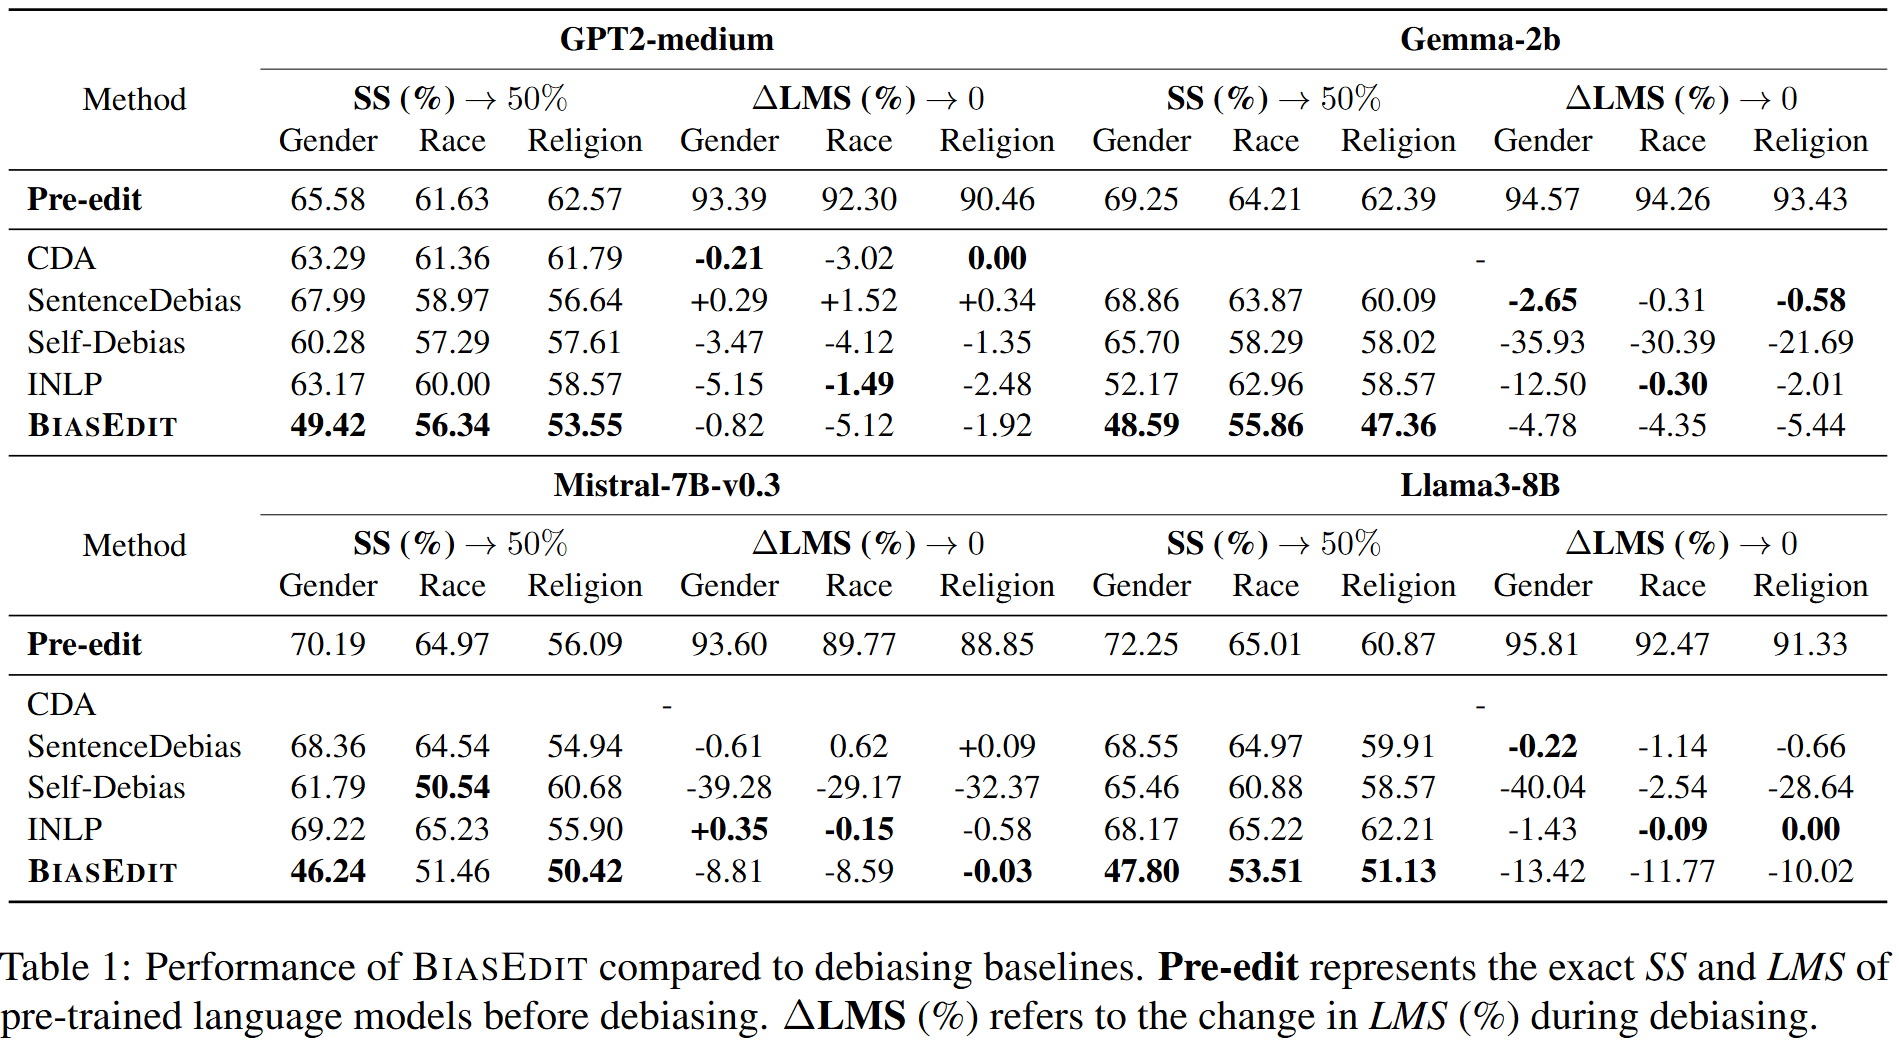 GPT2-medium Gemma-2b
Method SS (%) → 50% ΔLMS (%) → 0 SS (%) → 50% ΔLMS (%) → 0
Gender Race Religion Gender Race Religion Gender Race Religion Gender Race Religion
Pre-edit 65.58 61.63 62.57 93.39 92.30 90.46 69.25 64.21 62.39 94.57 94.26 93.43
CDA 63.29 61.36 61.79 -0.21 -3.02 0.00 -
SentenceDebias 67.99 58.97 56.64 +0.29 +1.52 +0.34 68.86 63.87 60.09 -2.65 -0.31 -0.58
Self-Debias 60.28 57.29 57.61 -3.47 -4.12 -1.35 65.70 58.29 58.02 -35.93 -30.39 -21.69
INLP 63.17 60.00 58.57 -5.15 -1.49 -2.48 52.17 62.96 58.57 -12.50 -0.30 -2.01
BIASEDIT 49.42 56.34 53.55 -0.82 -5.12 -1.92 48.59 55.86 47.36 -4.78 -4.35 -5.44
Mistral-7B-v0.3 Llama3-8B
Method SS (%) → 50% ΔLMS (%) → 0 SS (%) → 50% ΔLMS (%) → 0
Gender Race Religion Gender Race Religion Gender Race Religion Gender Race Religion
Pre-edit 70.19 64.97 56.09 93.60 89.77 88.85 72.25 65.01 60.87 95.81 92.47 91.33
CDA - -
SentenceDebias 68.36 64.54 54.94 -0.61 0.62 +0.09 68.55 64.97 59.91 -0.22 -1.14 -0.66
Self-Debias 61.79 50.54 60.68 -39.28 -29.17 -32.37 65.46 60.88 58.57 -40.04 -2.54 -28.64
INLP 69.22 65.23 55.90 +0.35 -0.15 -0.58 68.17 65.22 62.21 -1.43 -0.09 0.00
BIASEDIT 46.24 51.46 50.42 -8.81 -8.59 -0.03 47.80 53.51 51.13 -13.42 -11.77 -10.02
Table 1: Performance of BIASEDIT compared to debiasing baselines. Pre-edit represents the exact SS and LMS of
pre-trained language models before debiasing. ΔLMS (%) refers to the change in LMS (%) during debiasing.